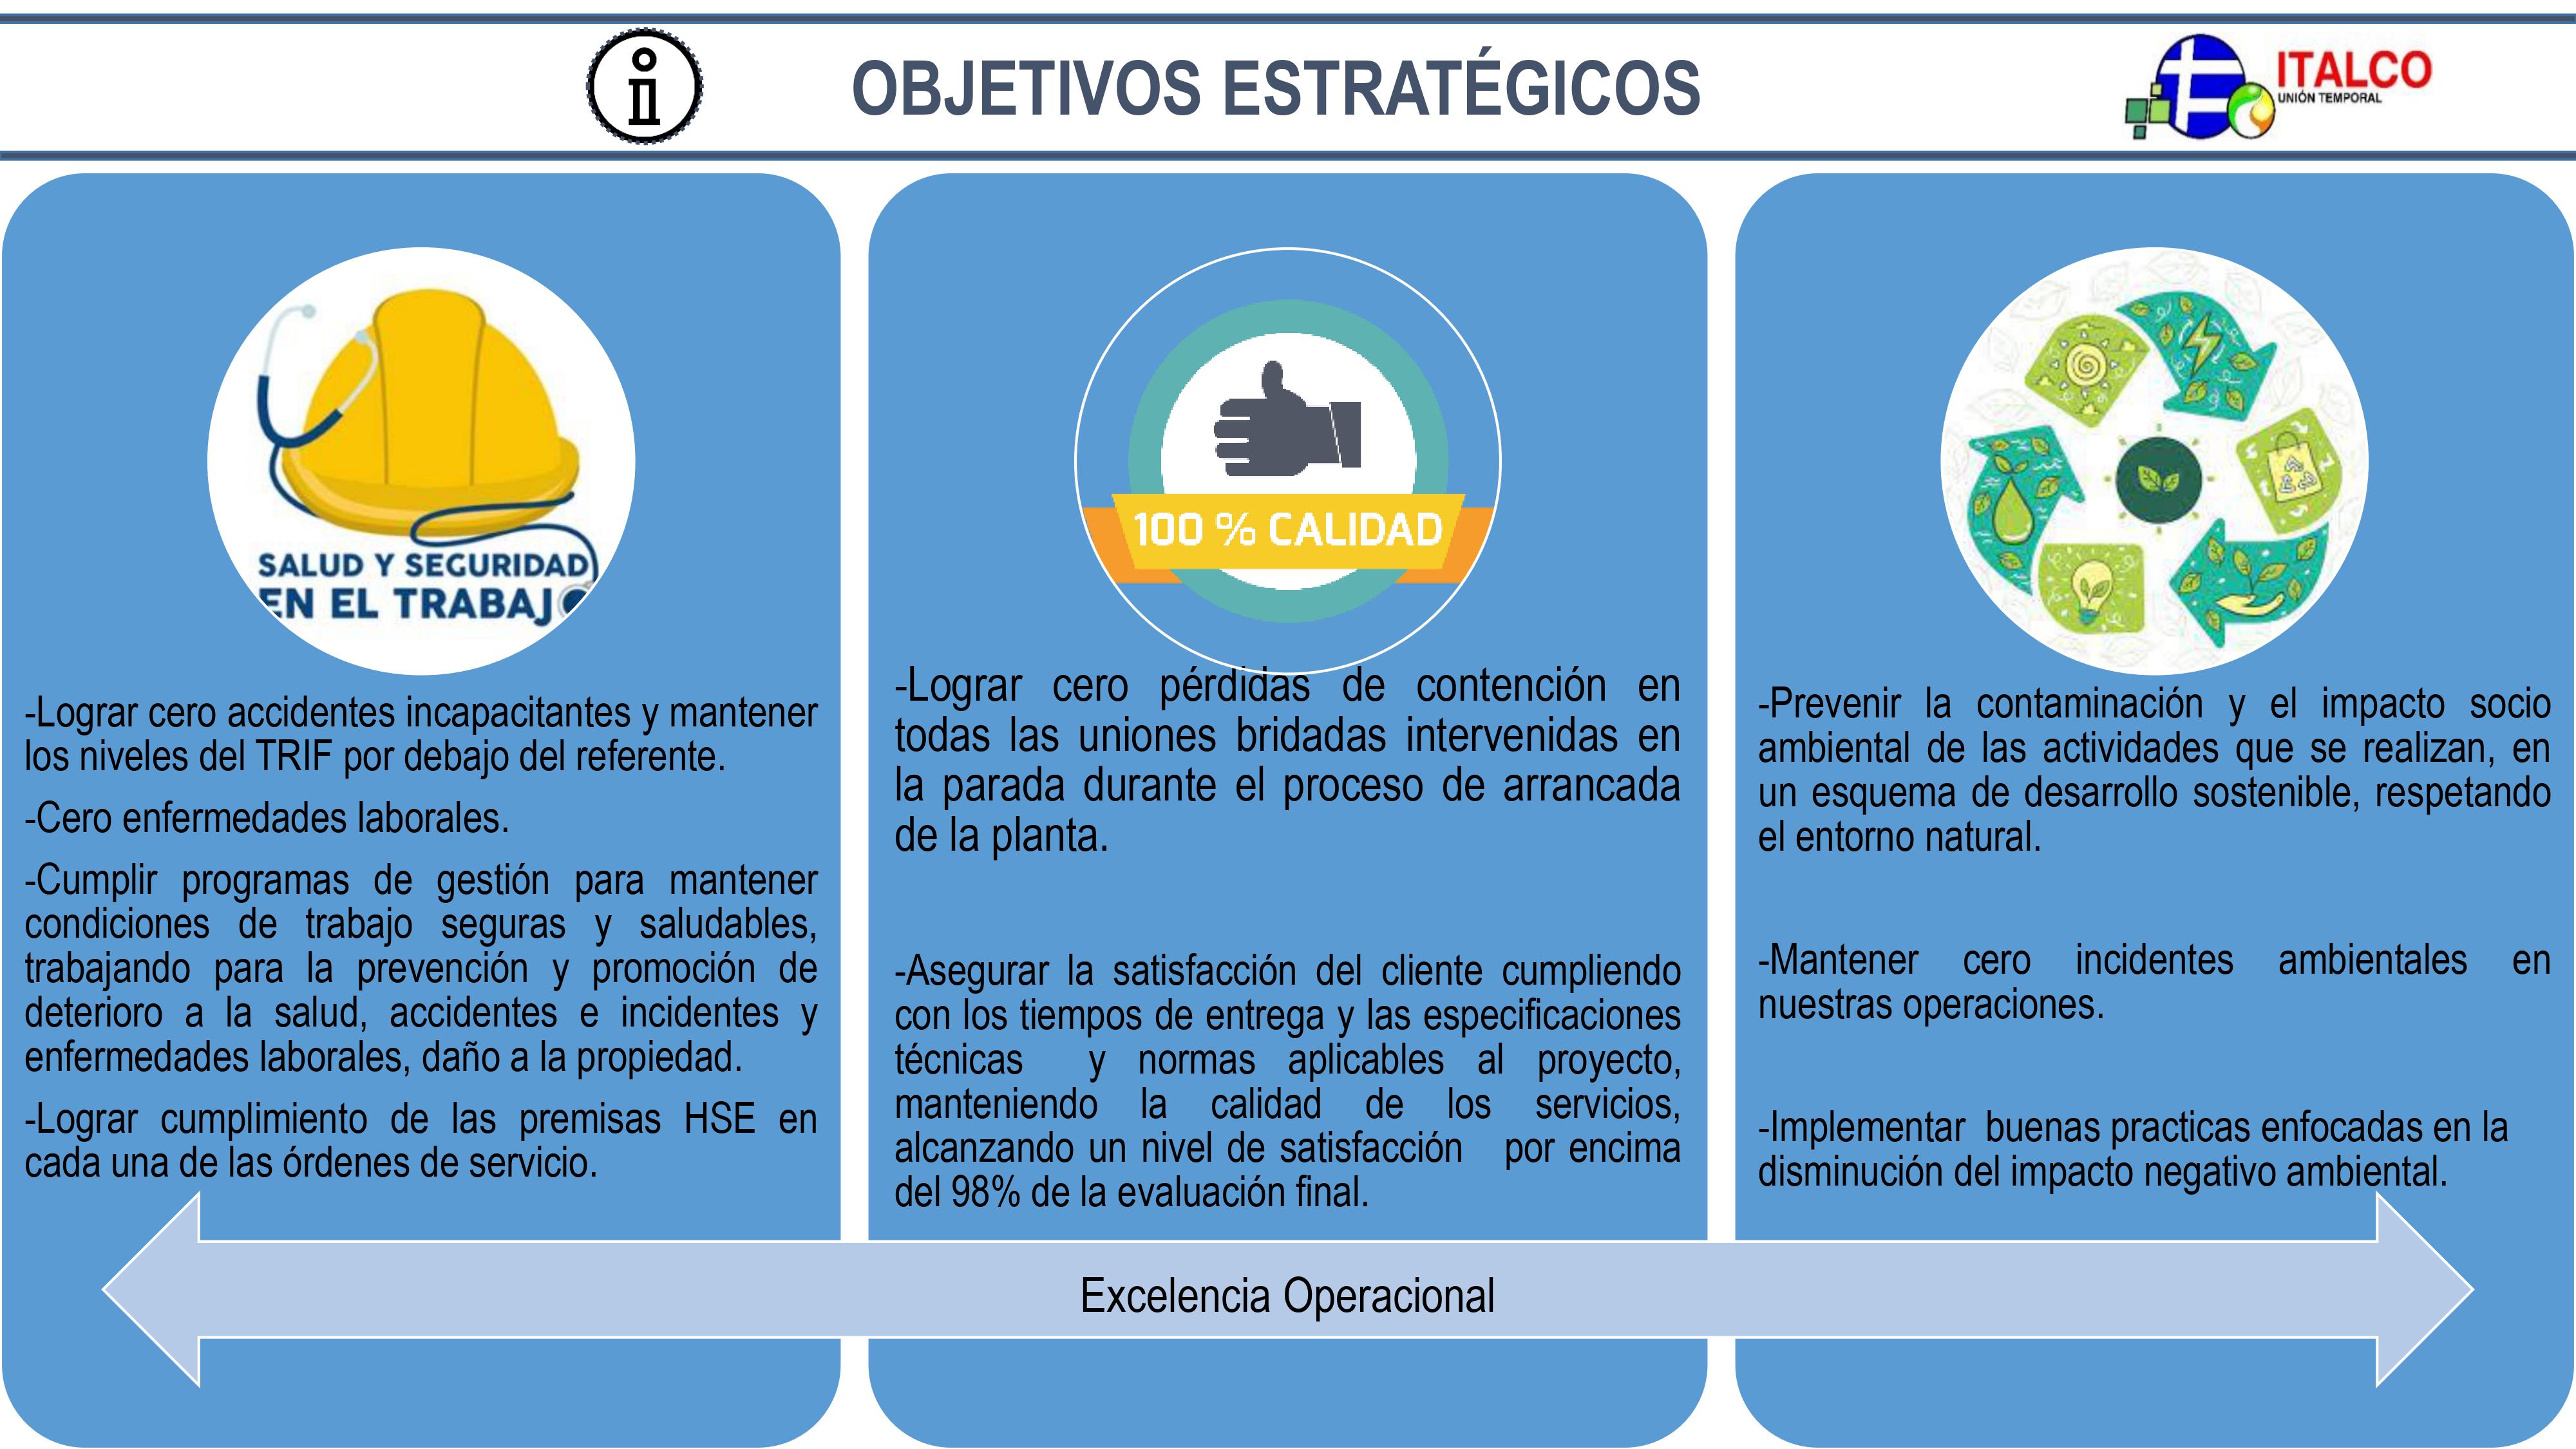 OBJETIVOS ESTRATÉGICOS
ITALCO
UNIÓN TEMPORAL
SALUD Y SEGURIDAD
EN EL TRABAJO
-Lograr cero accidentes incapacitantes y mantener
los niveles del TRIF por debajo del referente.
-Cero enfermedades laborales.
-Cumplir programas de gestión para mantener
condiciones de trabajo seguras y saludables,
trabajando para la prevención y promoción de
deterioro a la salud, accidentes e incidentes y
enfermedades laborales, daño a la propiedad.
-Lograr cumplimiento de las premisas HSE en
cada una de las órdenes de servicio.
100 % CALIDAD
-Lograr cero pérdidas de contención en
todas las uniones bridadas intervenidas en
la parada durante el proceso de arrancada
de la planta.
-Asegurar la satisfacción del cliente cumpliendo
con los tiempos de entrega y las especificaciones
técnicas y normas aplicables al proyecto,
manteniendo la calidad de los servicios,
alcanzando un nivel de satisfacción por encima
del 98% de la evaluación final.
-Prevenir la contaminación y el impacto socio
ambiental de las actividades que se realizan, en
un esquema de desarrollo sostenible, respetando
el entorno natural.
-Mantener cero incidentes ambientales en
nuestras operaciones.
-Implementar buenas practicas enfocadas en la
disminución del impacto negativo ambiental.
Excelencia Operacional